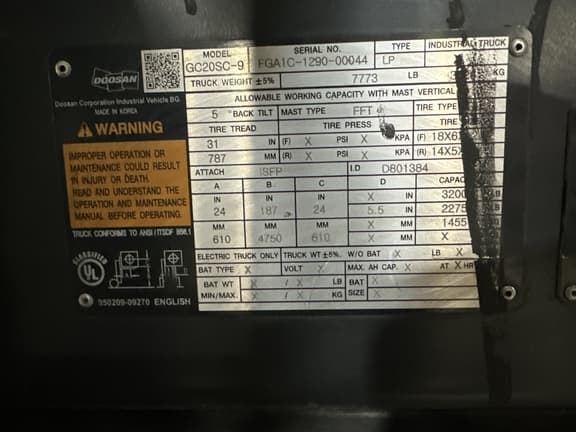 DOOSAN
Doosan Corporation Industrial Vehicle BG
MADE IN KOREA
WARNING
IMPROPER OPERATION OR
MAINTENANCE COULD RESULT
IN INJURY OR DEATH.
READ AND UNDERSTAND THE
OPERATION AND MAINTENANCE
MANUAL BEFORE OPERATING.
TRUCK CONFORMS TO ANSI / ITSDF B56.1
CLASSIFIED
UL
950209-09270 ENGLISH
MODEL SERIAL NO. TYPE INDUSTRIAL TRUCK
GC20SC-9 FGA1C-1290-00044 LP
TRUCK WEIGHT ±5% 7773 LB KG
ALLOWABLE WORKING CAPACITY WITH MAST VERTICAL
5 °BACK TILT MAST TYPE FFT TIRE TYPE
TIRE TREAD TIRE PRESS TIRE
31 IN (F) X PSI X KPA (F) 18X6
787 MM (R) X PSI X KPA (R) 14X5
ATTACH ISFP I.D D801384
A B C D CAPAC
IN IN IN 3200 LB
24 187 24 5.5 IN 2275
MM MM MM X MM 1455
610 4750 610 X MM X
ELECTRIC TRUCK ONLY TRUCK WT ±5%. W/O BAT X LB X
BAT TYPE X VOLT X MAX. AH CAP. X AT X HR
BAT WT X / X LB BAT X
MIN/MAX. X / X KG SIZE X